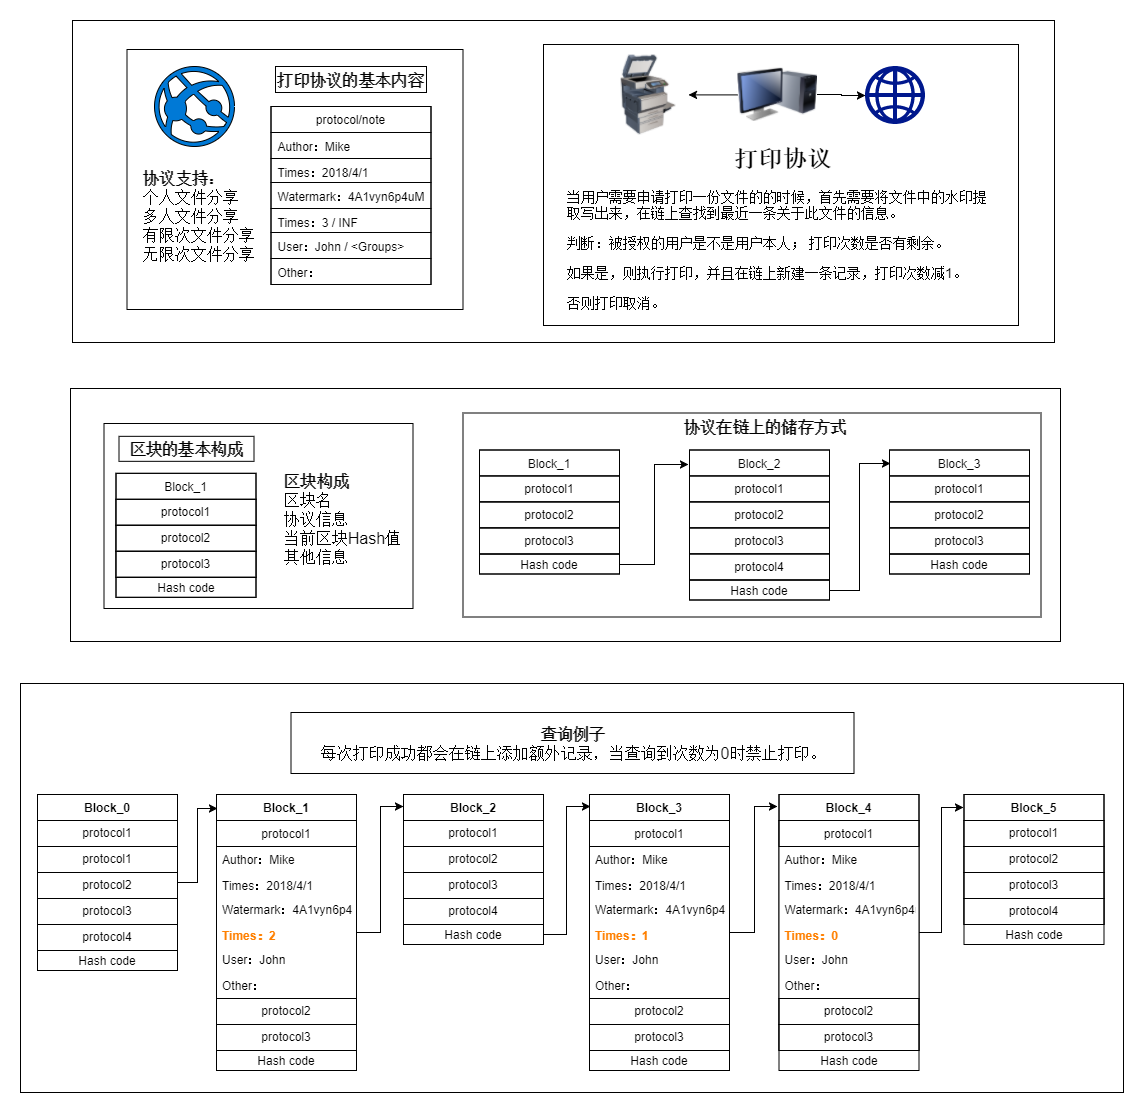 打印协议的基本内容
protocol/note
Author：Mike
Times：2018/4/1
Watermark：4A1vyn6p4uM
Times：3 / INF
User：John / <Groups>
Other：
协议支持：
个人文件分享
多人文件分享
有限次文件分享
无限次文件分享
打印协议
当用户需要申请打印一份文件的的时候，首先需要将文件中的水印提
取写出来，在链上查找到最近一条关于此文件的信息。
判断：被授权的用户是不是用户本人； 打印次数是否有剩余。
如果是，则执行打印，并且在链上新建一条记录，打印次数减1。
否则打印取消。
区块的基本构成
Block_1
protocol1
protocol2
protocol3
Hash code
区块构成
区块名
协议信息
当前区块Hash值
其他信息
协议在链上的储存方式
Block_1
protocol1
protocol2
protocol3
Hash code
Block_2
protocol1
protocol2
protocol3
protocol4
Hash code
Block_3
protocol1
protocol2
protocol3
Hash code
查询例子
每次打印成功都会在链上添加额外记录，当查询到次数为0时禁止打印。
Block_0
protocol1
protocol1
protocol2
protocol3
protocol4
Hash code
Block_1
protocol1
Author：Mike
Times：2018/4/1
Watermark：4A1vyn6p4
Times：2
User：John
Other：
protocol2
protocol3
Hash code
Block_2
protocol1
protocol2
protocol3
protocol4
Hash code
Block_3
protocol1
Author：Mike
Times：2018/4/1
Watermark：4A1vyn6p4
Times：1
User：John
Other：
protocol2
protocol3
Hash code
Block_4
protocol1
Author：Mike
Times：2018/4/1
Watermark：4A1vyn6p4
Times：0
User：John
Other：
protocol2
protocol3
Hash code
Block_5
protocol1
protocol2
protocol3
protocol4
Hash code